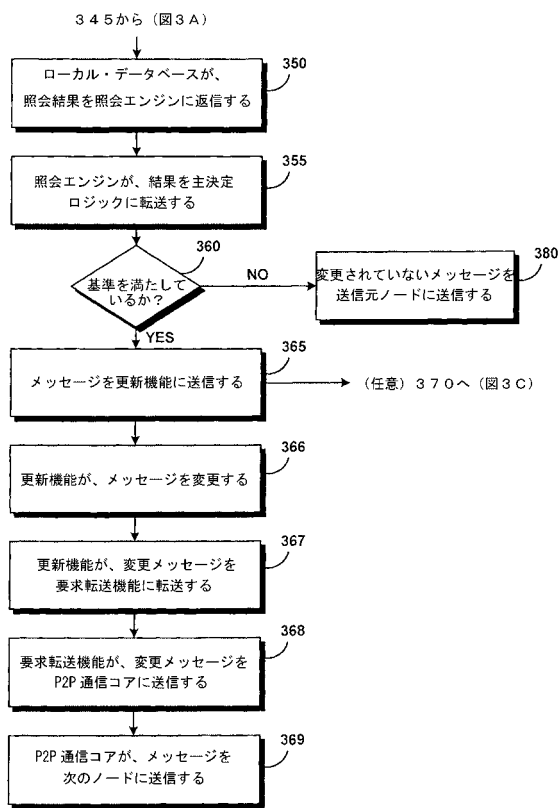 345から（図3A）
350
ローカル・データベースが、
照会結果を照会エンジンに返信する
355
照会エンジンが、結果を主決定
ロジックに転送する
360
基準を満たして
いるか？
NO
380
変更されていないメッセージを
送信元ノードに送信する
YES
365
メッセージを更新機能に送信する
（任意）370へ（図3C）
366
更新機能が、メッセージを変更する
367
更新機能が、変更メッセージを
要求転送機能に転送する
368
要求転送機能が、変更メッセージを
P2P 通信コアに送信する
369
P2P 通信コアが、メッセージを
次のノードに送信する